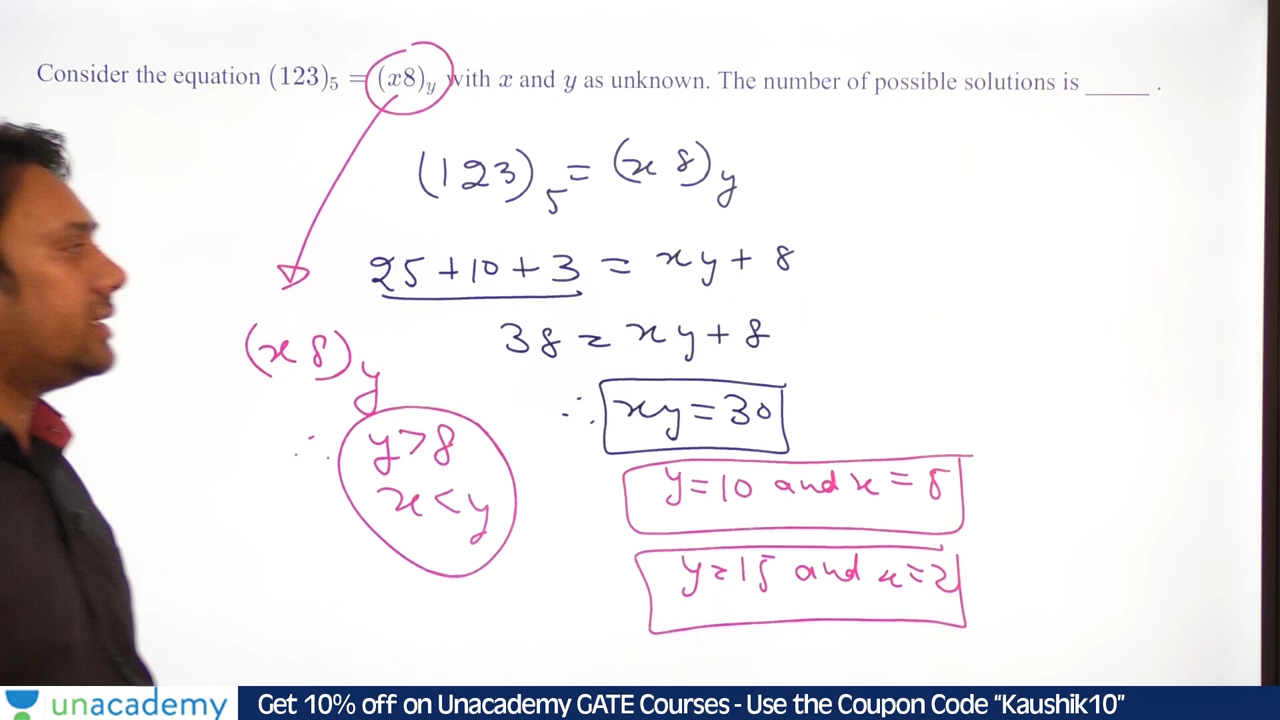 Consider the equation (123)₅ = (x8)ᵧ with x and y as unknown. The number of possible solutions is _____ .
(123)₅ = (x 8)ᵧ
25 + 10 + 3 = xy + 8
38 = xy + 8
(x 8)ᵧ
∴ xy = 30
∴ y > 8
x < y
y = 10 and x = 5
y = 15 and x = 2
unacademy
Get 10% off on Unacademy GATE Courses - Use the Coupon Code “Kaushik10”